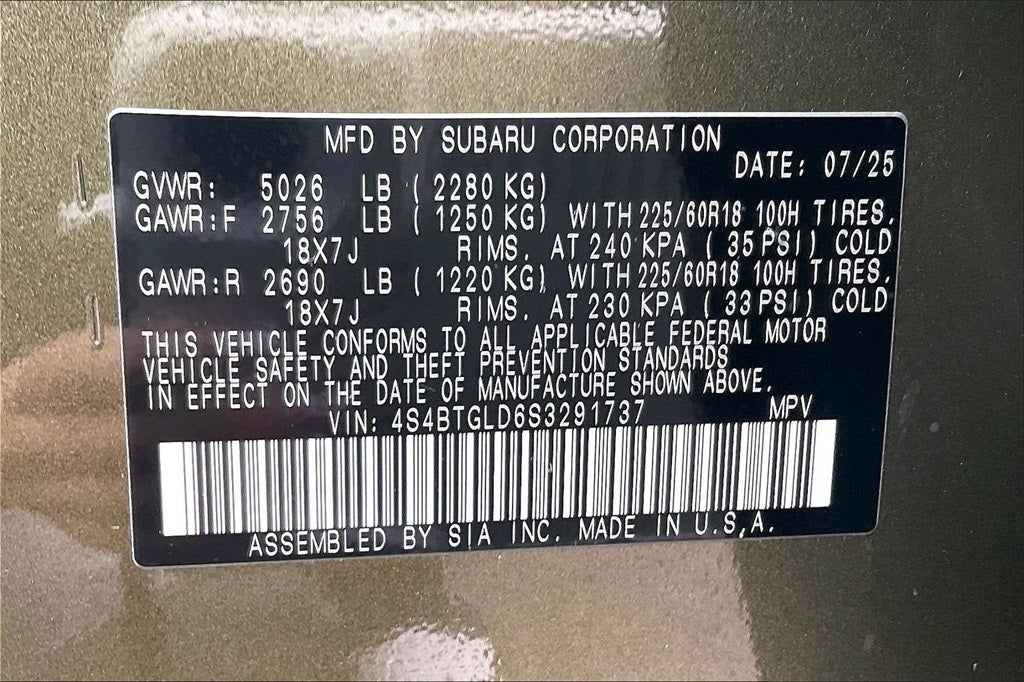 MFD BY SUBARU CORPORATION
DATE: 07/25
GVWR: 5026 LB (2280 KG)
GAWR:F 2756 LB (1250 KG) WITH 225/60R18 100H TIRES.
18X7J RIMS. AT 240 KPA (35 PSI) COLD
GAWR:R 2690 LB (1220 KG) WITH 225/60R18 100H TIRES.
18X7J RIMS. AT 230 KPA (33 PSI) COLD
THIS VEHICLE CONFORMS TO ALL APPLICABLE FEDERAL MOTOR
VEHICLE SAFETY AND THEFT PREVENTION STANDARDS
IN EFFECT ON THE DATE OF MANUFACTURE SHOWN ABOVE.
VIN: 4S4BTGLD6S3291737 MPV
ASSEMBLED BY SIA INC. MADE IN U.S.A.